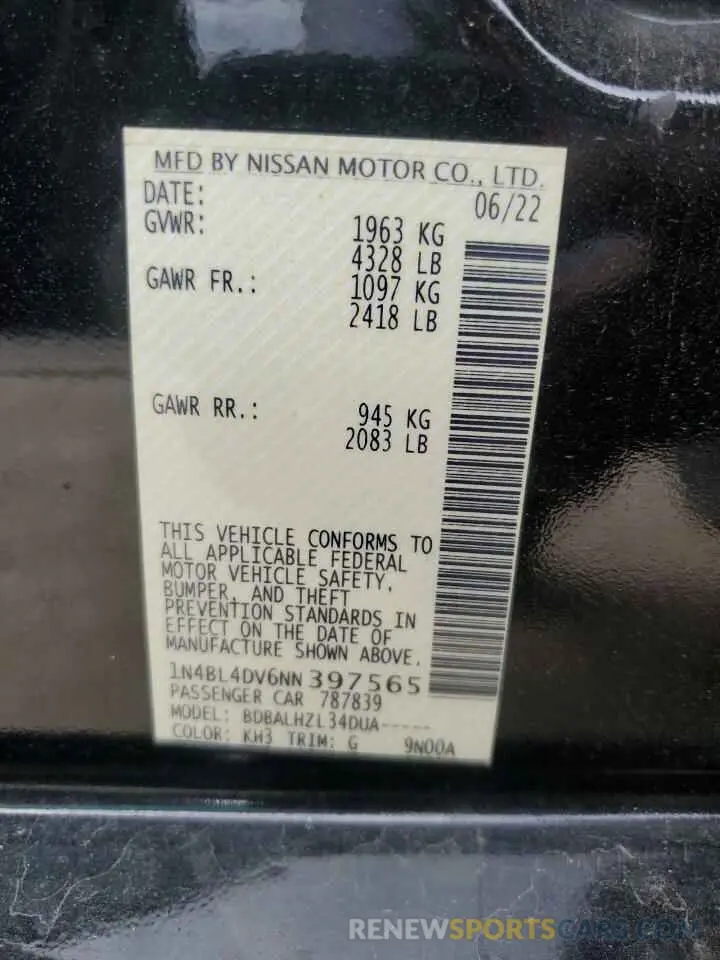 MFD BY NISSAN MOTOR CO., LTD.
DATE: 06/22
GVWR: 1963 KG
4328 LB
GAWR FR.: 1097 KG
2418 LB
GAWR RR.: 945 KG
2083 LB
THIS VEHICLE CONFORMS TO
ALL APPLICABLE FEDERAL
MOTOR VEHICLE SAFETY,
BUMPER, AND THEFT
PREVENTION STANDARDS IN
EFFECT ON THE DATE OF
MANUFACTURE SHOWN ABOVE.
1N4BL4DV6NN397565
PASSENGER CAR 787839
MODEL: BDBALHZL34DUA-----
COLOR: KH3 TRIM: G 9N00A
RENEWSPORTSCARS.COM